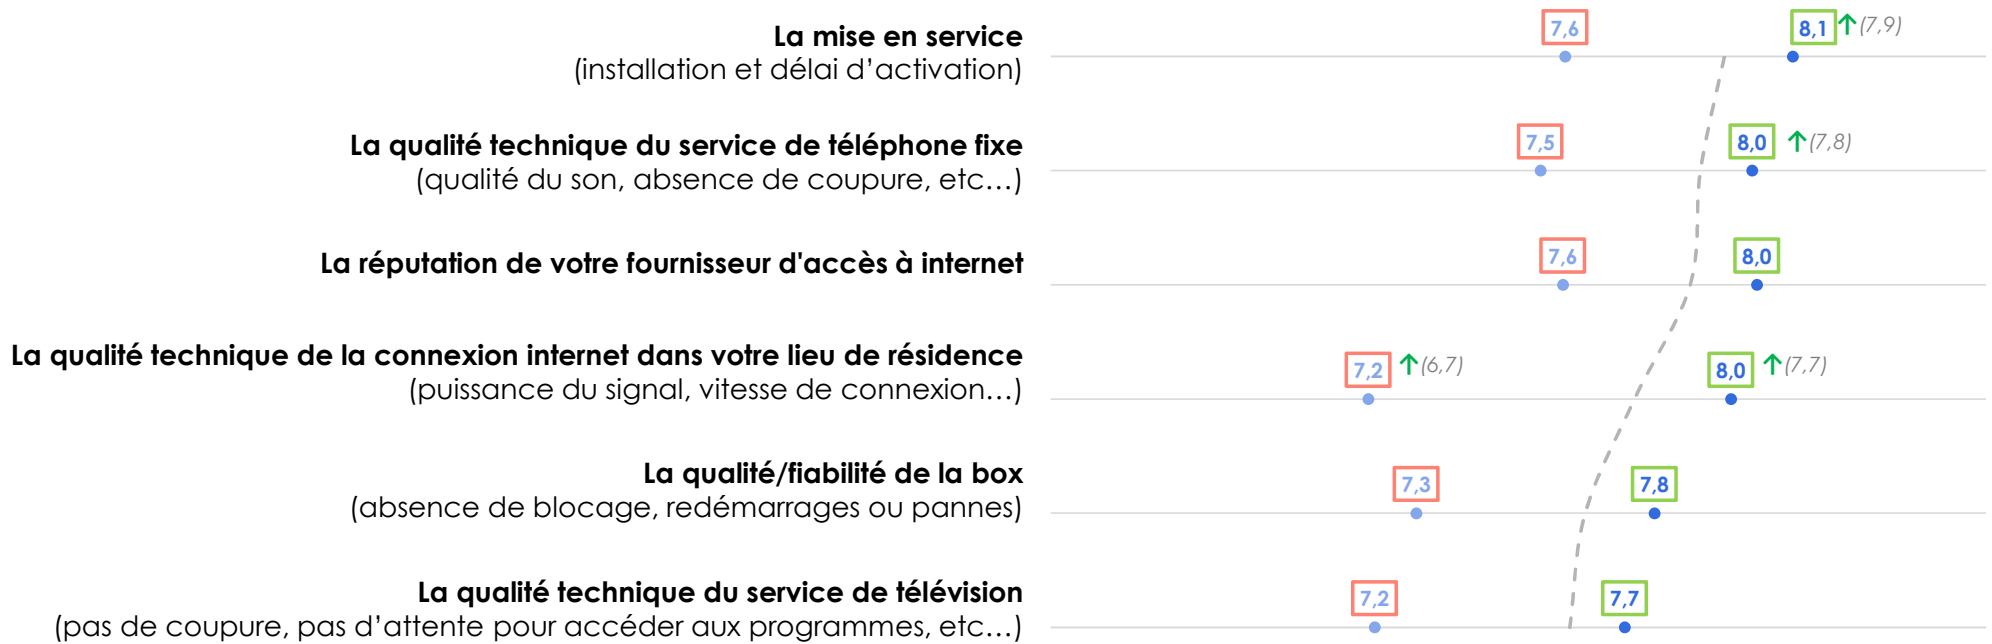 La mise en service
(installation et délai d'activation)
7,6
8,1 (7,9)
La qualité technique du service de téléphone fixe
(qualité du son, absence de coupure, etc…)
7,5
8,0 (7,8)
La réputation de votre fournisseur d'accès à internet
7,6
8,0
La qualité technique de la connexion internet dans votre lieu de résidence
(puissance du signal, vitesse de connexion…)
7,2 (6,7)
8,0 (7,7)
La qualité/fiabilité de la box
(absence de blocage, redémarrages ou pannes)
7,3
7,8
La qualité technique du service de télévision
(pas de coupure, pas d'attente pour accéder aux programmes, etc…)
7,2
7,7